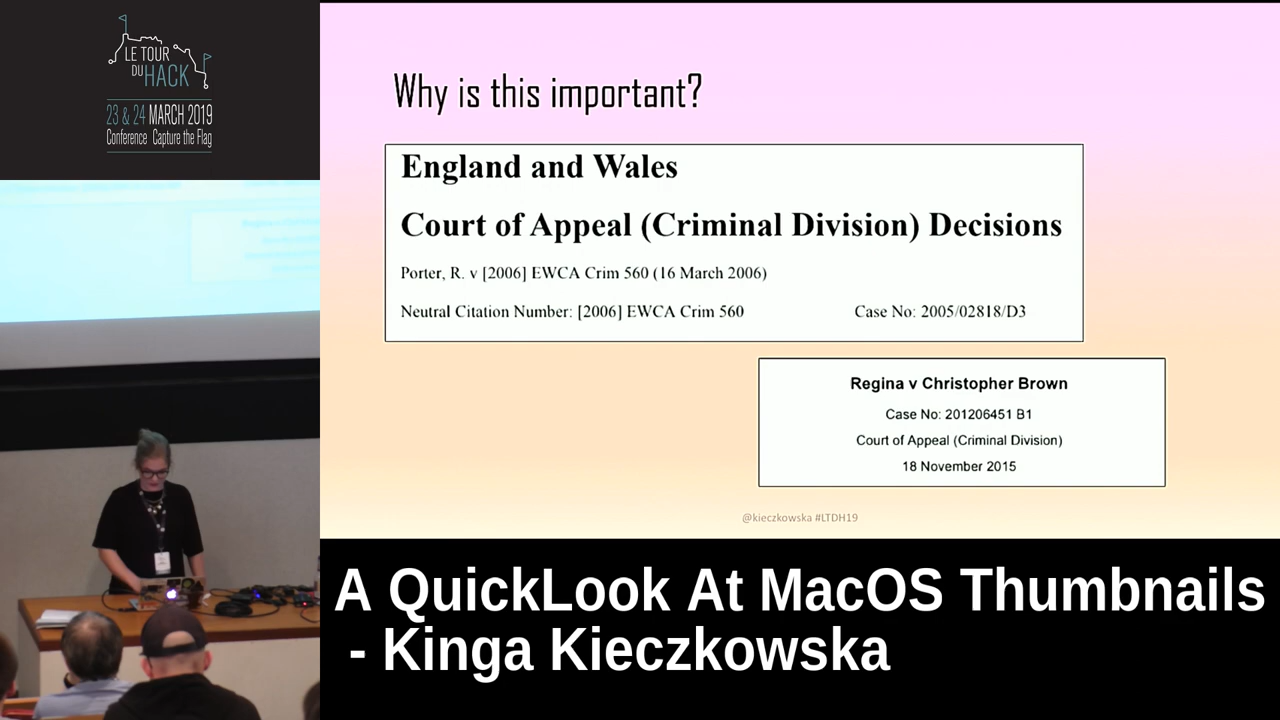 LE TOUR
DU HACK
23 & 24 MARCH 2019
Conference Capture the Flag
Why is this important?
England and Wales
Court of Appeal (Criminal Division) Decisions
Porter, R. v [2006] EWCA Crim 560 (16 March 2006)
Neutral Citation Number: [2006] EWCA Crim 560 Case No: 2005/02818/D3
Regina v Christopher Brown
Case No: 201206451 B1
Court of Appeal (Criminal Division)
18 November 2015
@kieczkowska #LTDH19
A QuickLook At MacOS Thumbnails
- Kinga Kieczkowska